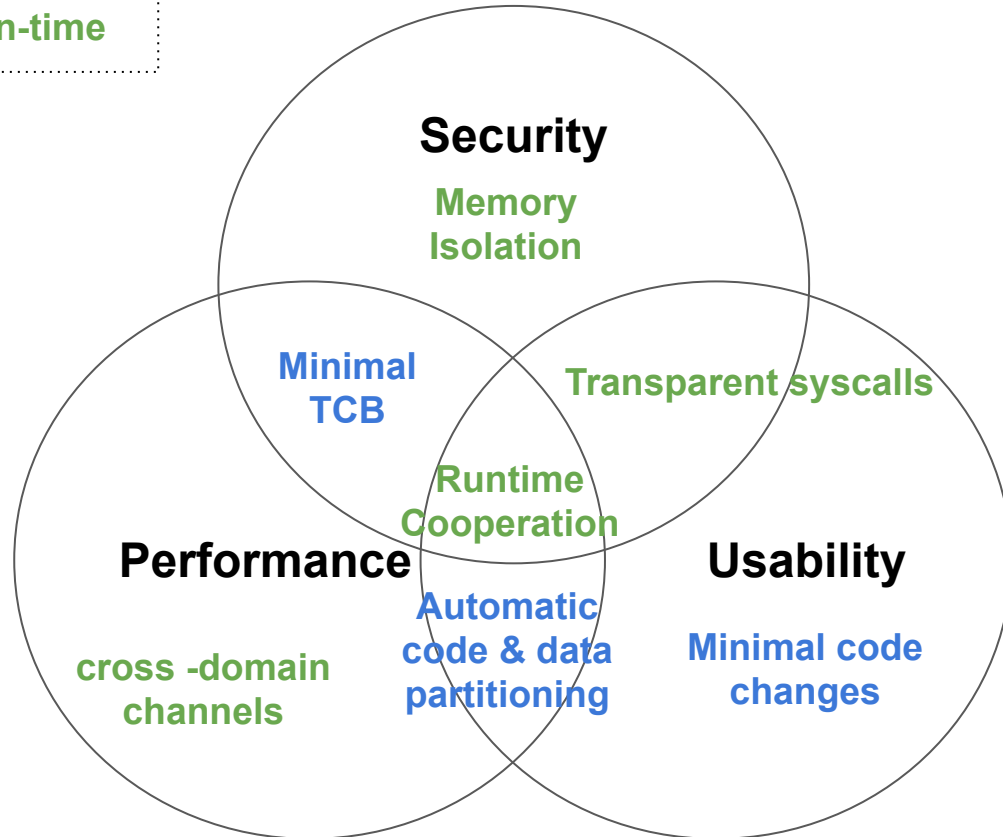 n-time
Security
Memory
Isolation
Minimal
TCB
Transparent syscalls
Runtime
Cooperation
Performance
Usability
Automatic
code & data
partitioning
Minimal code
changes
cross -domain
channels